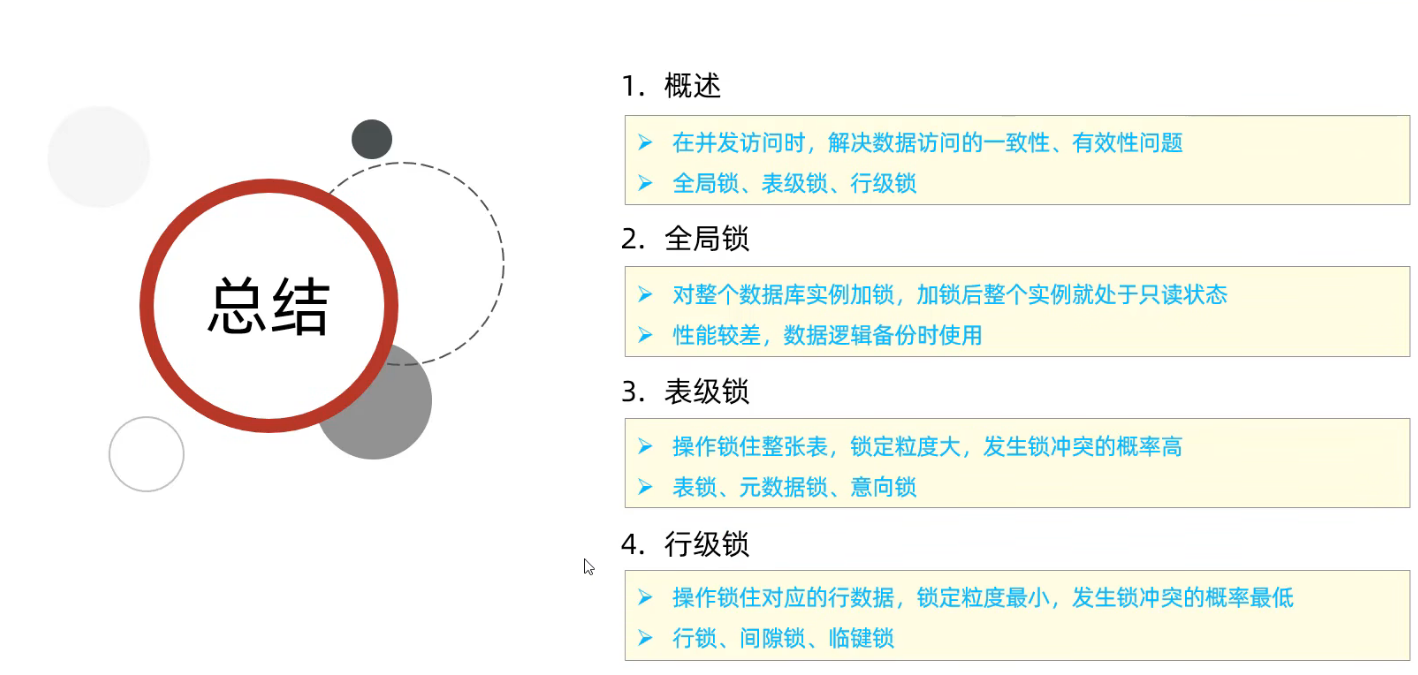 总结
1. 概述
➢ 在并发访问时，解决数据访问的一致性、有效性问题
➢ 全局锁、表级锁、行级锁
2. 全局锁
➢ 对整个数据库实例加锁，加锁后整个实例就处于只读状态
➢ 性能较差，数据逻辑备份时使用
3. 表级锁
➢ 操作锁住整张表，锁定粒度大，发生锁冲突的概率高
➢ 表锁、元数据锁、意向锁
4. 行级锁
➢ 操作锁住对应的行数据，锁定粒度最小，发生锁冲突的概率最低
➢ 行锁、间隙锁、临键锁